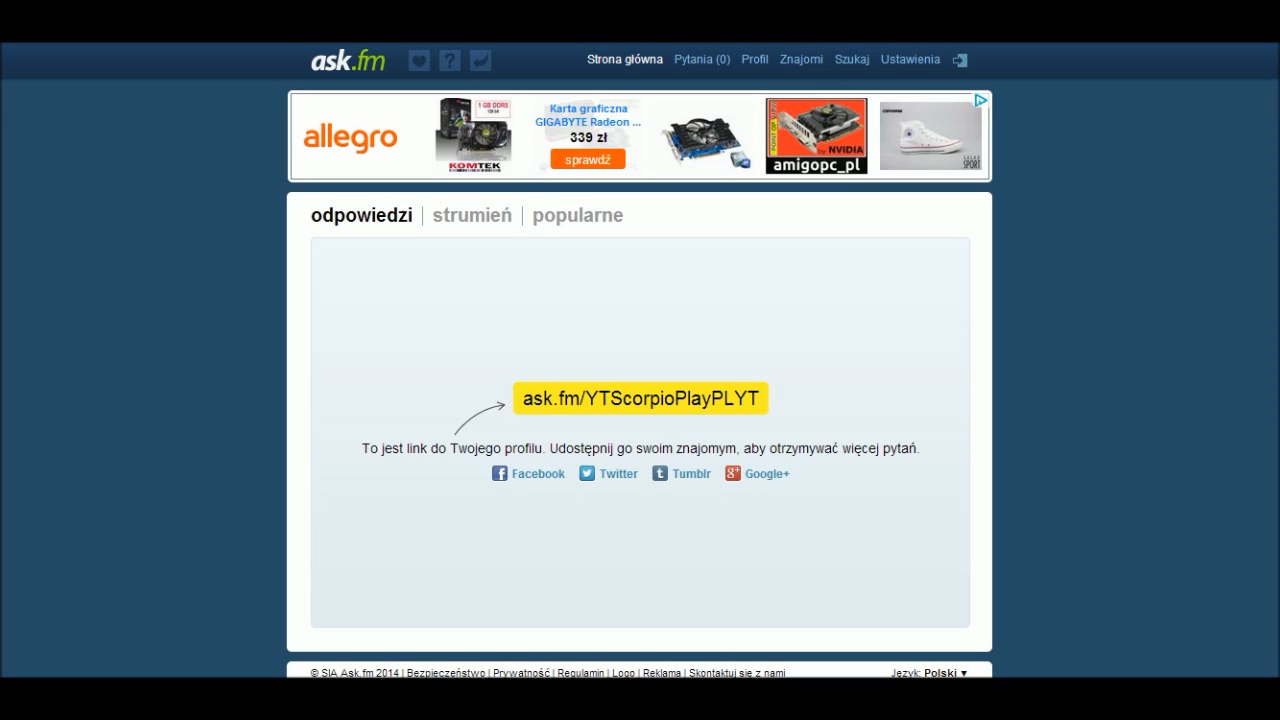 ask.fm
Strona główna Pytania (0) Profil Znajomi Szukaj Ustawienia
allegro
1 GB DDR5
KOMTEK
Karta graficzna
GIGABYTE Radeon ...
339 zł
sprawdź
by NVIDIA
amigopc_pl
odpowiedzi | strumień | popularne
ask.fm/YTScorpioPlayPLYT
To jest link do Twojego profilu. Udostępnij go swoim znajomym, aby otrzymywać więcej pytań.
Facebook Twitter Tumblr Google+
© SIA Ask.fm 2014 | Bezpieczeństwo | Prywatność | Regulamin | Logo | Reklama | Skontaktuj się z nami
Język: Polski ▼